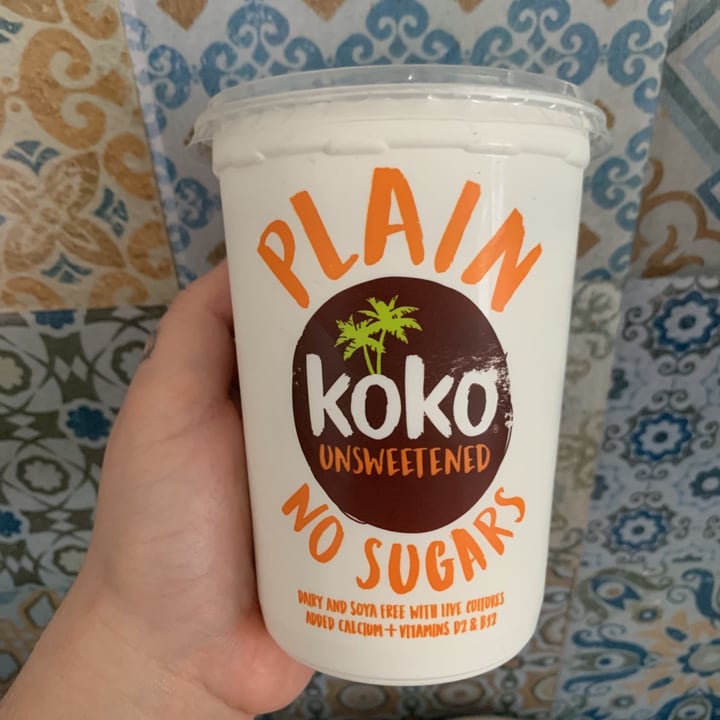 PLAIN
koko
UNSWEETENED
NO SUGARS
DAIRY AND SOYA FREE WITH LIVE CULTURES
ADDED CALCIUM + VITAMINS D2 & B12